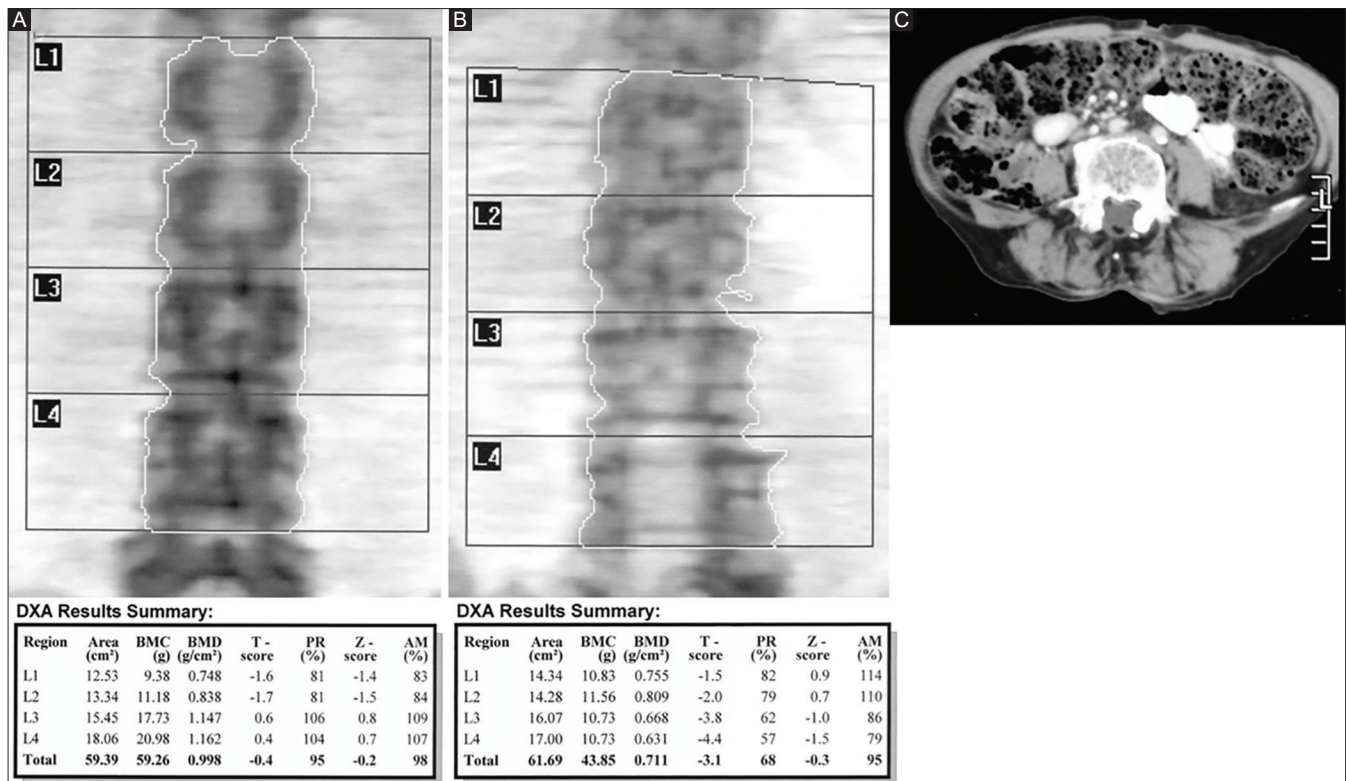 A
L1
L2
L3
L4
DXA Results Summary:
Region Area (cm²) BMC (g) BMD (g/cm²) T - score PR (%) Z - score AM (%)
L1 12.53 9.38 0.748 -1.6 81 -1.4 83
L2 13.34 11.18 0.838 -1.7 81 -1.5 84
L3 15.45 17.73 1.147 0.6 106 0.8 109
L4 18.06 20.98 1.162 0.4 104 0.7 107
Total 59.39 59.26 0.998 -0.4 95 -0.2 98
B
L1
L2
L3
L4
DXA Results Summary:
Region Area (cm²) BMC (g) BMD (g/cm²) T - score PR (%) Z - score AM (%)
L1 14.34 10.83 0.755 -1.5 82 0.9 114
L2 14.28 11.56 0.809 -2.0 79 0.7 110
L3 16.07 10.73 0.668 -3.8 62 -1.0 86
L4 17.00 10.73 0.631 -4.4 57 -1.5 79
Total 61.69 43.85 0.711 -3.1 68 -0.3 95
C
L